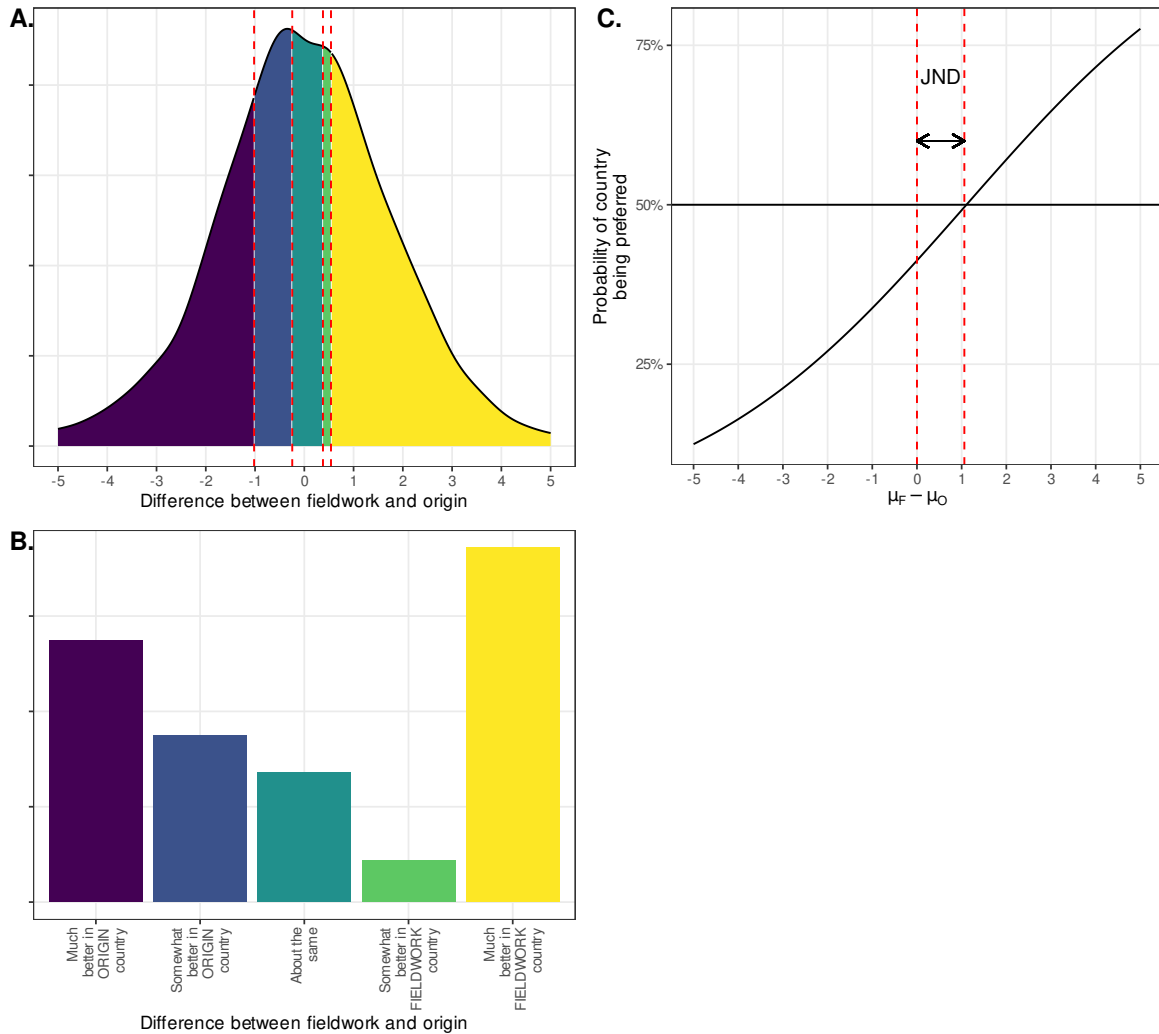 A.
-5 -4 -3 -2 -1 0 1 2 3 4 5
Difference between fieldwork and origin
B.
Much
better in
ORIGIN
country
Somewhat
better in
ORIGIN
country
About the
same
Somewhat
better in
FIELDWORK
country
Much
better in
FIELDWORK
country
Difference between fieldwork and origin
C.
Probability of country
being preferred
75%
50%
25%
JND
-5 -4 -3 -2 -1 0 1 2 3 4 5
μF − μO